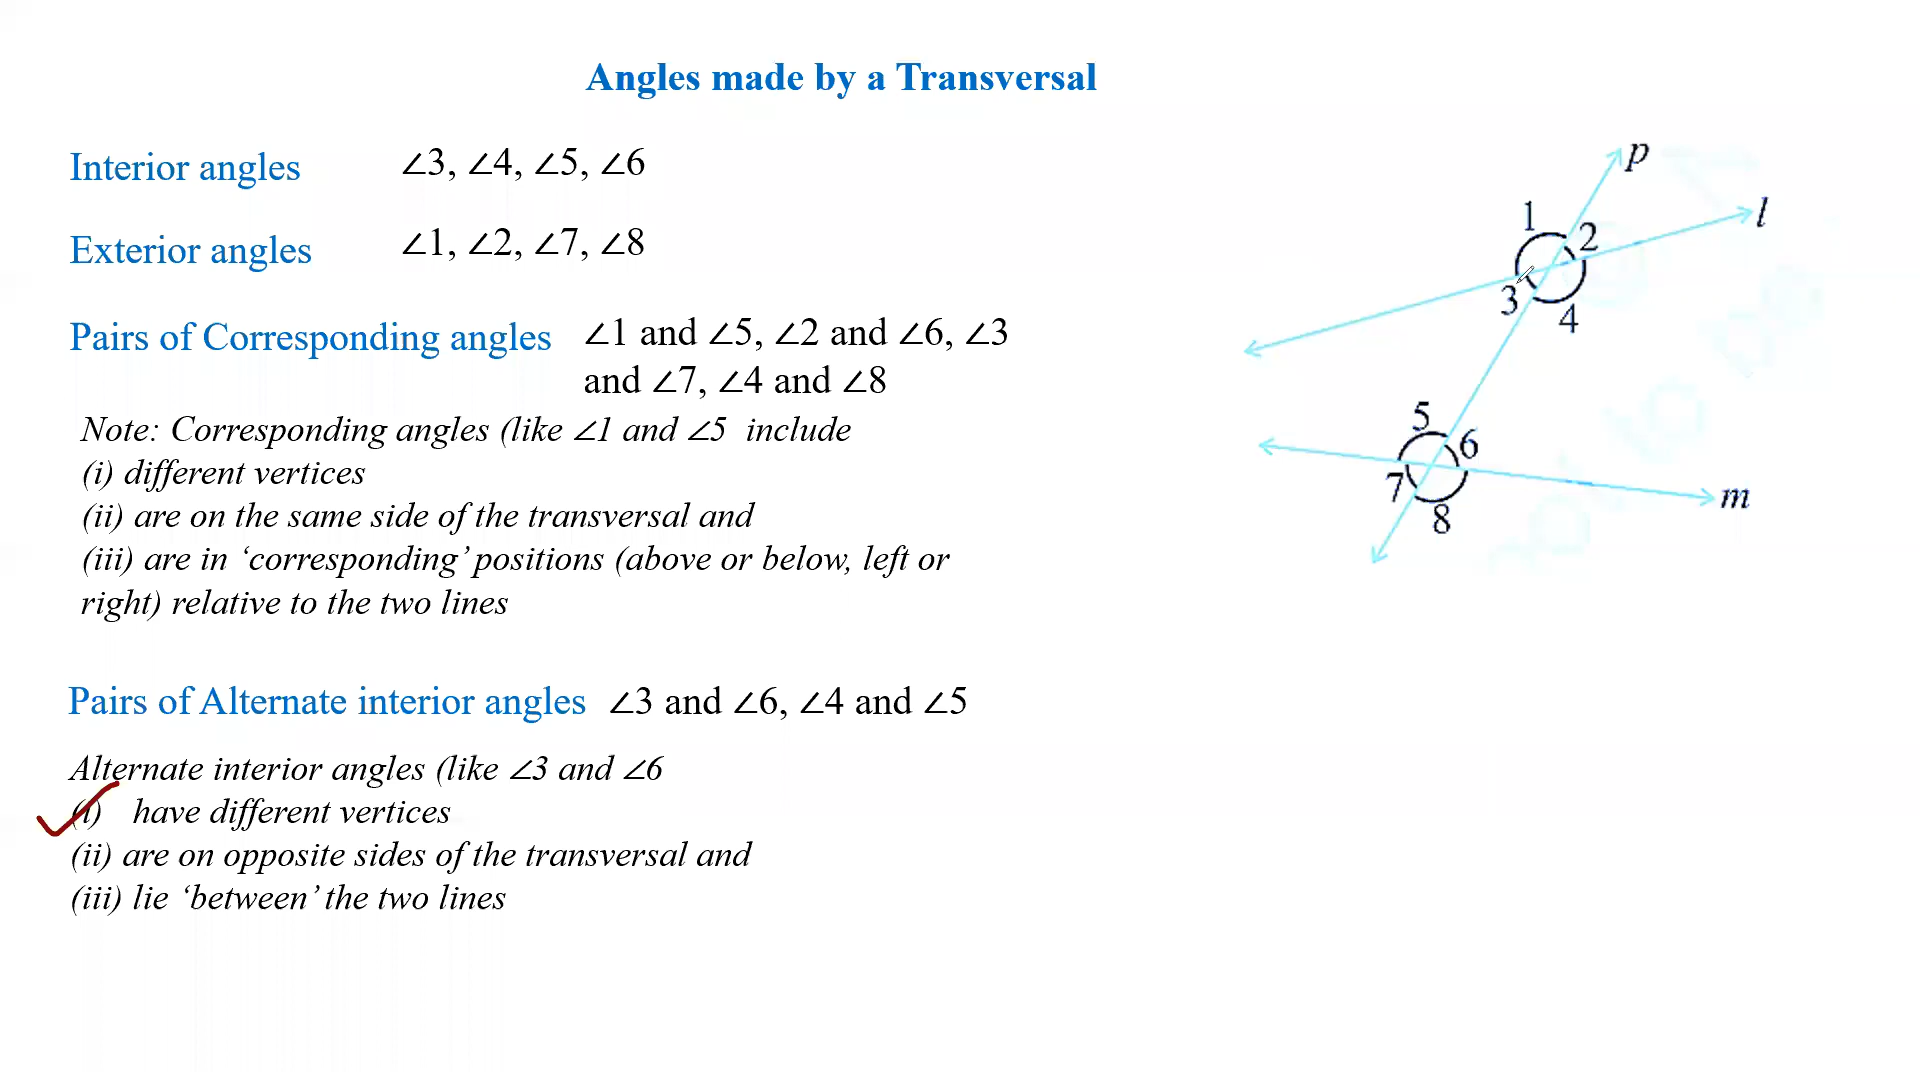 Angles made by a Transversal
Interior angles ∠3, ∠4, ∠5, ∠6
Exterior angles ∠1, ∠2, ∠7, ∠8
Pairs of Corresponding angles ∠1 and ∠5, ∠2 and ∠6, ∠3
and ∠7, ∠4 and ∠8
Note: Corresponding angles (like ∠1 and ∠5 include
(i) different vertices
(ii) are on the same side of the transversal and
(iii) are in ‘corresponding’ positions (above or below, left or
right) relative to the two lines
Pairs of Alternate interior angles ∠3 and ∠6, ∠4 and ∠5
Alternate interior angles (like ∠3 and ∠6
(i) have different vertices
(ii) are on opposite sides of the transversal and
(iii) lie ‘between’ the two lines
p
l
1
2
3
4
5
6
7
8
m